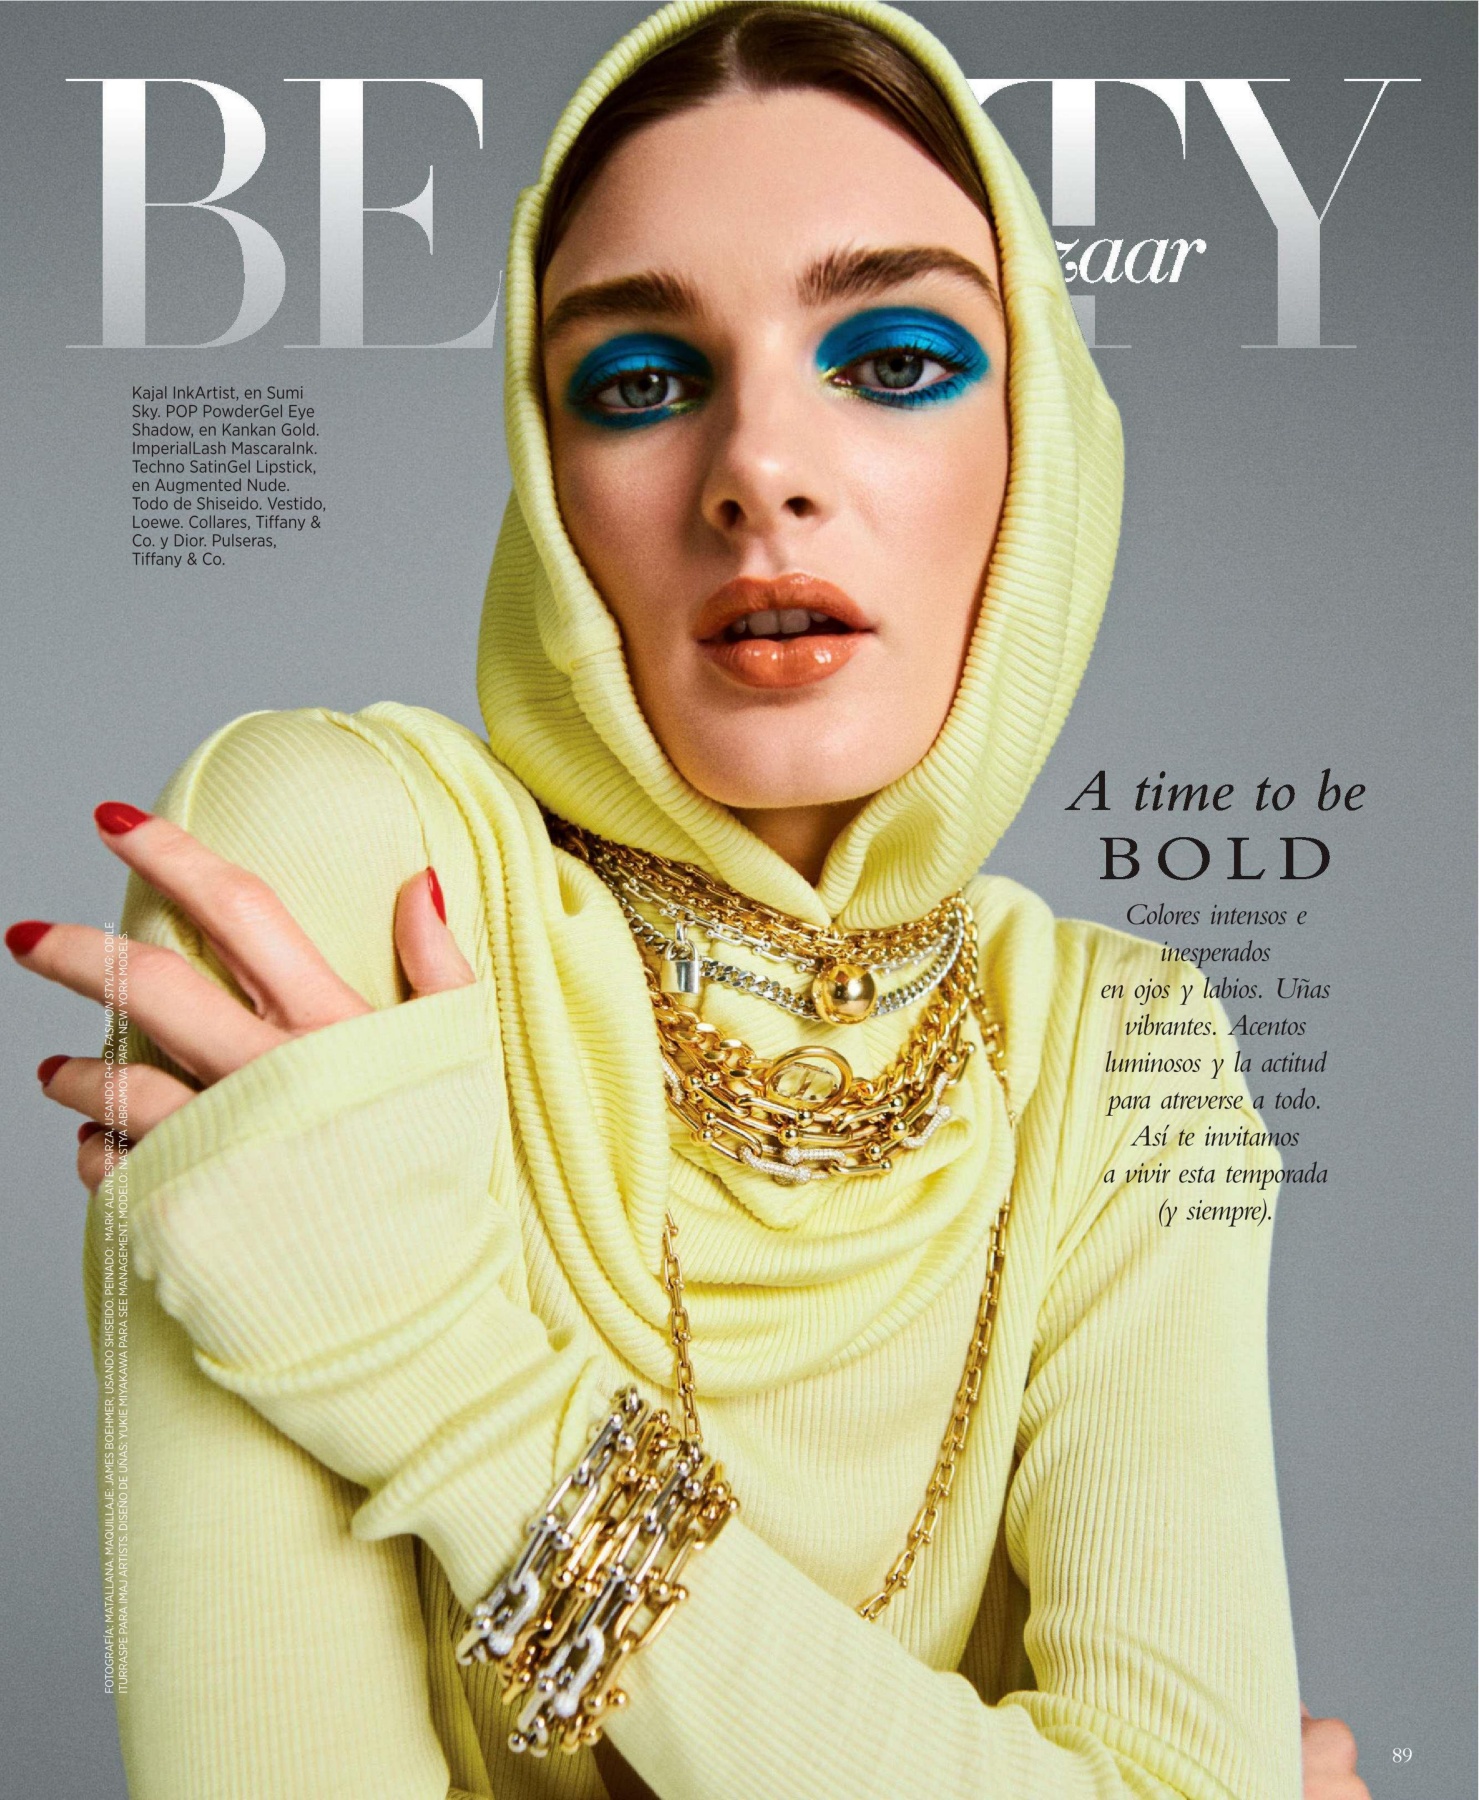 BE TY
zaar
Kajal InkArtist, en Sumi
Sky. POP PowderGel Eye
Shadow, en Kankan Gold.
ImperialLash MascaraInk.
Techno SatinGel Lipstick,
en Augmented Nude.
Todo de Shiseido. Vestido,
Loewe. Collares, Tiffany &
Co. y Dior. Pulseras,
Tiffany & Co.
A time to be
BOLD
Colores intensos e
inesperados
en ojos y labios. Uñas
vibrantes. Acentos
luminosos y la actitud
para atreverse a todo.
Así te invitamos
a vivir esta temporada
(y siempre).
FOTOGRAFÍA: MATALLANA. MAQUILLAJE: JAMES BOEHMER, USANDO SHISEIDO. PEINADO: MARK ALAN ESPARZA, USANDO R+CO. FASHION STYLING: ODILE
ITURRASPE PARA IMAJ ARTISTS. DISEÑO DE UÑAS: YUKIE MIYAKAWA PARA SEE MANAGEMENT. MODELO: NASTYA ABRAMOVA PARA NEW YORK MODELS.
89